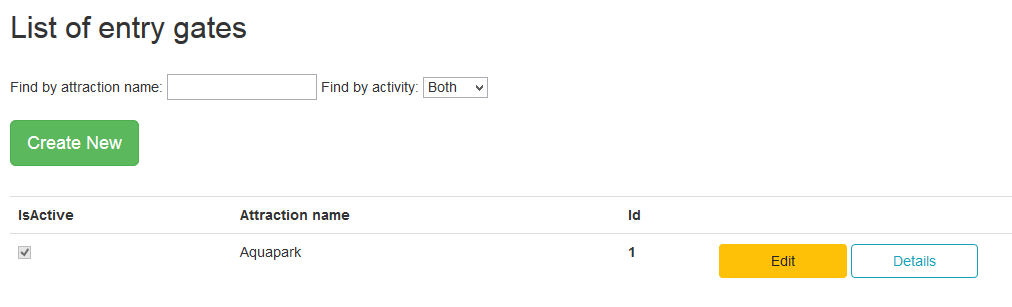 List of entry gates
Find by attraction name: Find by activity: Both
Create New
IsActive Attraction name Id
Aquapark 1 Edit Details